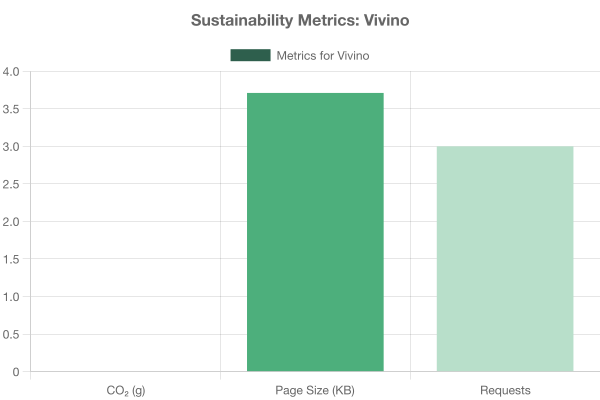 Sustainability Metrics: Vivino
Metrics for Vivino
4.0
3.5
3.0
2.5
2.0
1.5
1.0
0.5
0
CO₂ (g)
Page Size (KB)
Requests